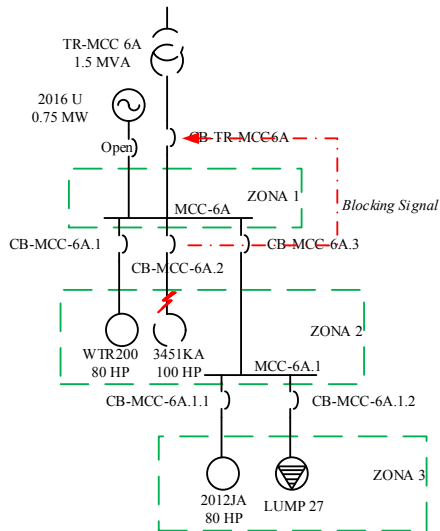 TR-MCC 6A
1.5 MVA
2016 U
0.75 MW
Open
CB-TR-MCC6A
ZONA 1
Blocking Signal
MCC-6A
CB-MCC-6A.1
CB-MCC-6A.2
CB-MCC-6A.3
ZONA 2
WTR200
80 HP
3451KA
100 HP
MCC-6A.1
CB-MCC-6A.1.1
CB-MCC-6A.1.2
ZONA 3
2012JA
80 HP
LUMP 27